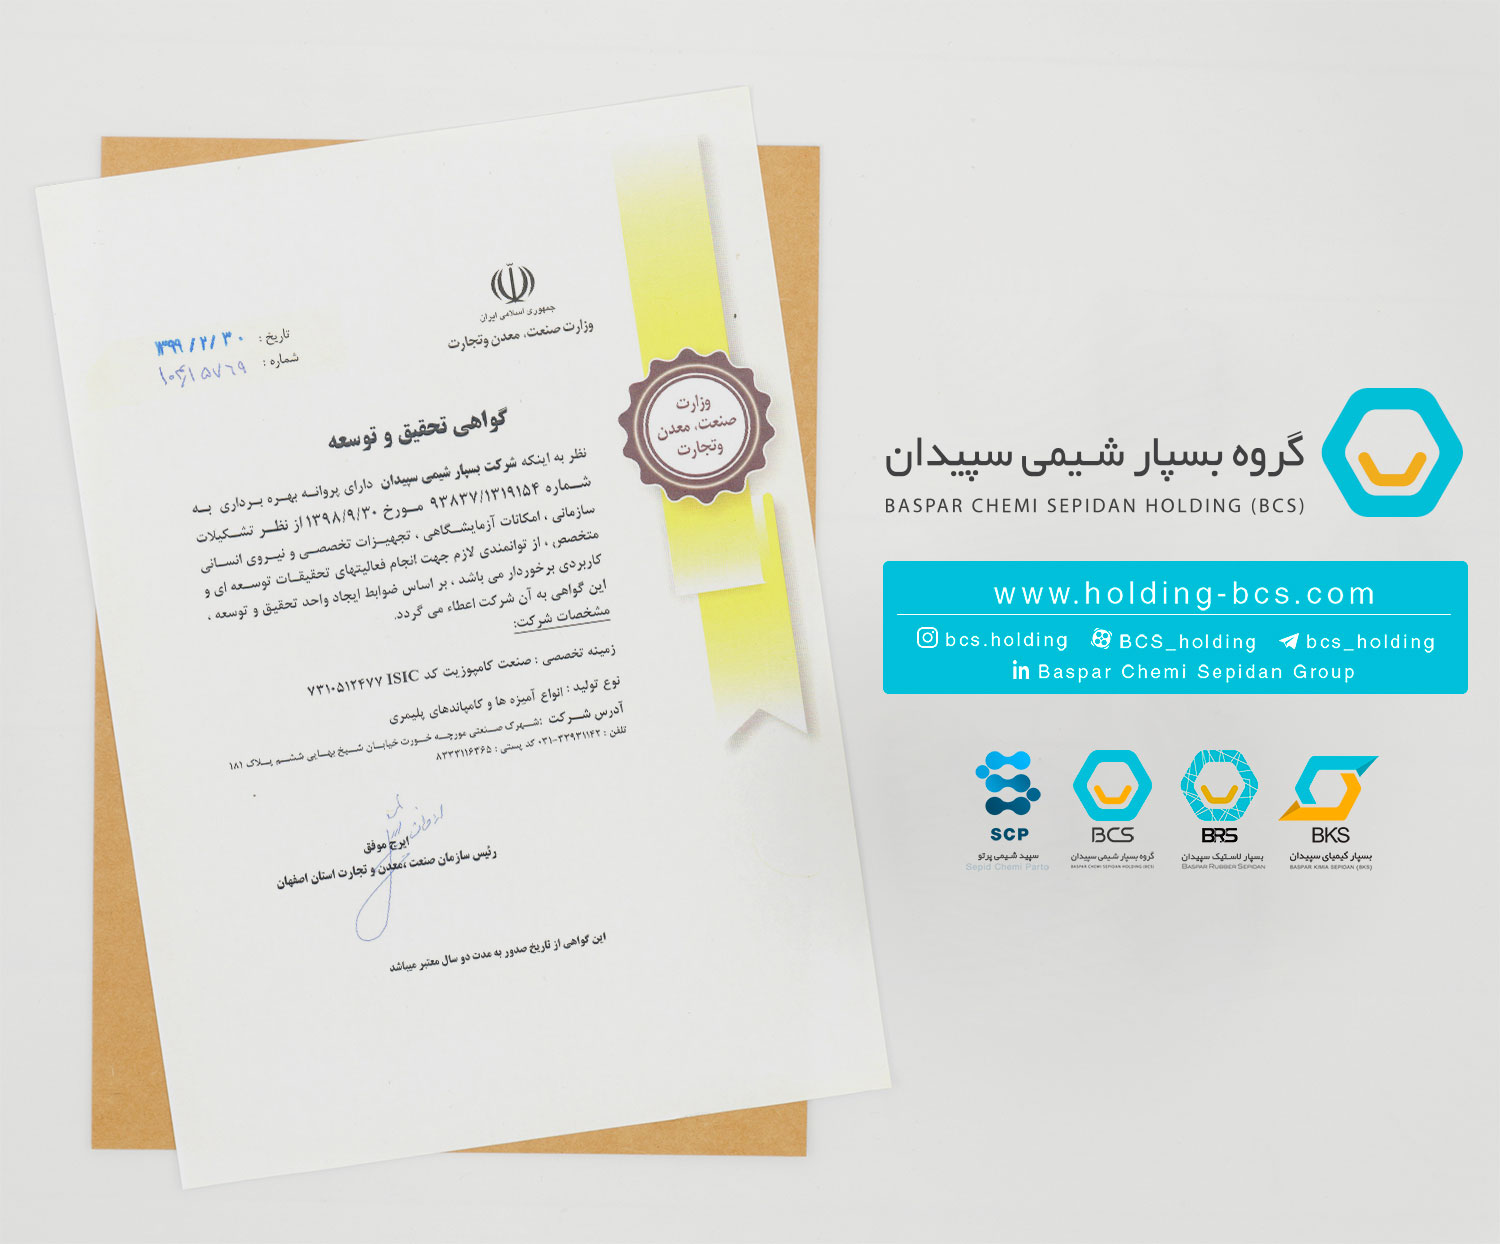 جمهوری اسلامی ایران
وزارت صنعت، معدن وتجارت
تاریخ : ۱۳۹۹/۲/۳۰
شماره :
وزارت
صنعت، معدن
وتجارت
گواهی تحقیق و توسعه
نظر به اینکه شرکت بسپار شیمی سپیدان دارای پروانه بهره برداری به
شماره ۹۳۸۳۷/۱۳۱۹۱۵۴ مورخ ۱۳۹۸/۹/۳۰ از نظر تشکیلات
سازمانی ، امکانات آزمایشگاهی ، تجهیزات تخصصی و نیروی انسانی
متخصص ، از توانمندی لازم جهت انجام فعالیتهای تحقیقات توسعه ای و
کاربردی برخوردار می باشد ، بر اساس ضوابط ایجاد واحد تحقیق و توسعه ،
این گواهی به آن شرکت اعطاء می گردد.
مشخصات شرکت:
زمینه تخصصی : صنعت کامپوزیت کد ISIC ۷۳۱۰۵۱۲۴۷۷
نوع تولید : انواع آمیزه ها و کامپاندهای پلیمری
آدرس شرکت :شهرک صنعتی مورچه خورت خیابان شیخ بهایی ششم پلاک ۱۸۱
تلفن : ۳۳۹۳۱۱۴۲-۰۳۱ کد پستی : ۸۳۳۳۱۱۶۳۶۵
ایرج موفق
رئیس سازمان صنعت ،معدن و تجارت استان اصفهان
این گواهی از تاریخ صدور به مدت دو سال معتبر میباشد
گروه بسپار شیمی سپیدان
BASPAR CHEMI SEPIDAN HOLDING (BCS)
www.holding-bcs.com
bcs.holding BCS_holding bcs_holding
in Baspar Chemi Sepidan Group
SCP
سپید شیمی پرتو
Sepid Chemi Parto
BCS
گروه بسپار شیمی سپیدان
BASPAR CHEMI SEPIDAN HOLDING (BCS)
BRS
بسپار لاستیک سپیدان
BASPAR RUBBER SEPIDAN
BKS
بسپار کیمیای سپیدان
BASPAR KIMIA SEPIDAN (BKS)